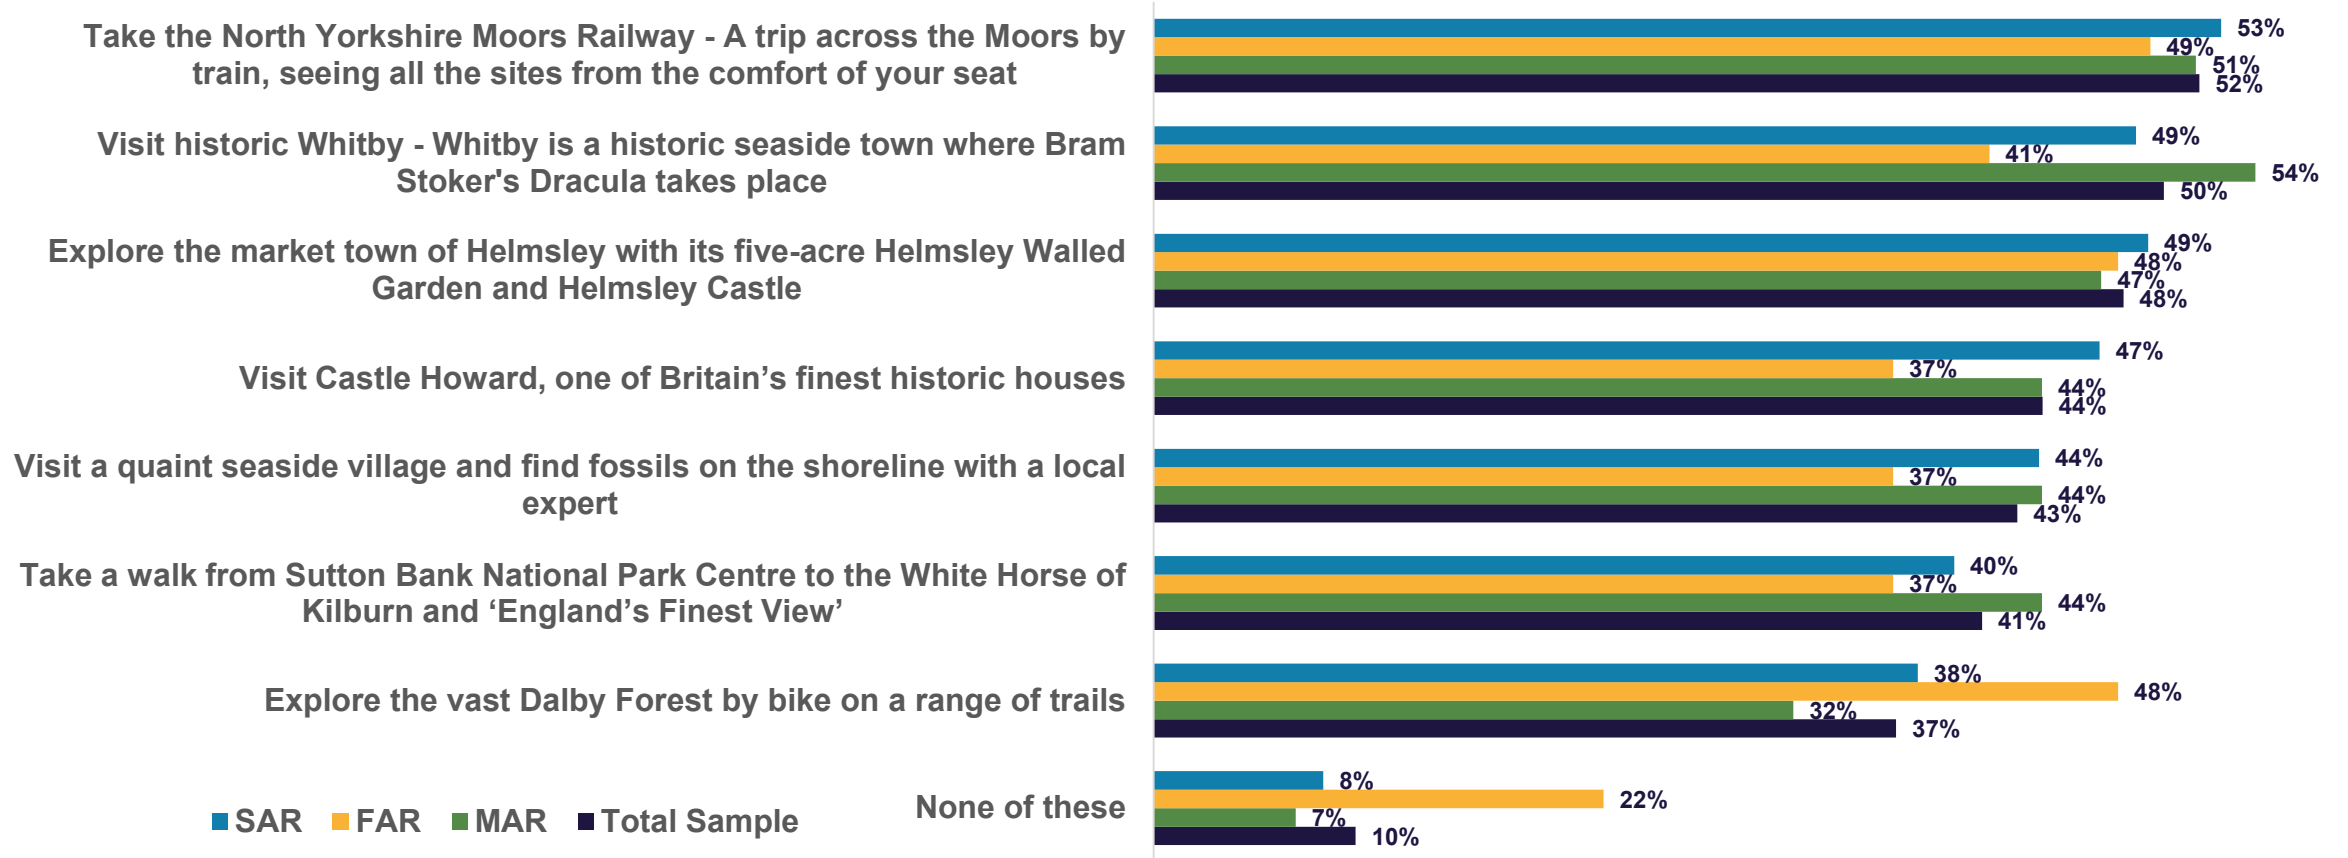 Take the North Yorkshire Moors Railway - A trip across the Moors by
train, seeing all the sites from the comfort of your seat
53%
49%
51%
52%
Visit historic Whitby - Whitby is a historic seaside town where Bram
Stoker's Dracula takes place
49%
41%
54%
50%
Explore the market town of Helmsley with its five-acre Helmsley Walled
Garden and Helmsley Castle
49%
48%
47%
48%
Visit Castle Howard, one of Britain’s finest historic houses
47%
37%
44%
44%
Visit a quaint seaside village and find fossils on the shoreline with a local
expert
44%
37%
44%
43%
Take a walk from Sutton Bank National Park Centre to the White Horse of
Kilburn and ‘England’s Finest View’
40%
37%
44%
41%
Explore the vast Dalby Forest by bike on a range of trails
38%
48%
32%
37%
None of these
8%
22%
7%
10%
SAR FAR MAR Total Sample